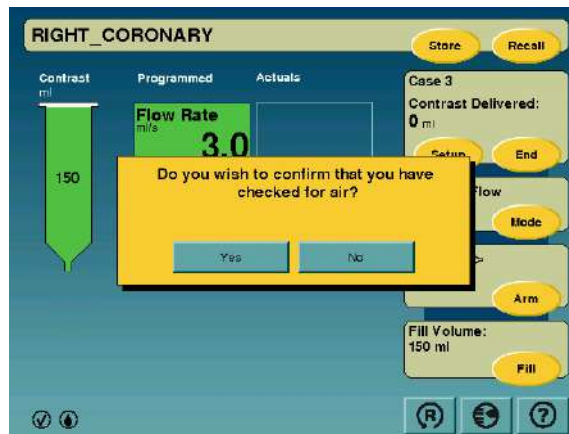 RIGHT_CORONARY
Store
Recall
Contrast
ml
Programmed
Actuals
150
Flow Rate
ml/s
3.0
Case 3
Contrast Delivered:
0 ml
Setup
End
Do you wish to confirm that you have
checked for air?
Yes
No
Flow
Mode
Arm
Fill Volume:
150 ml
Fill
R
?